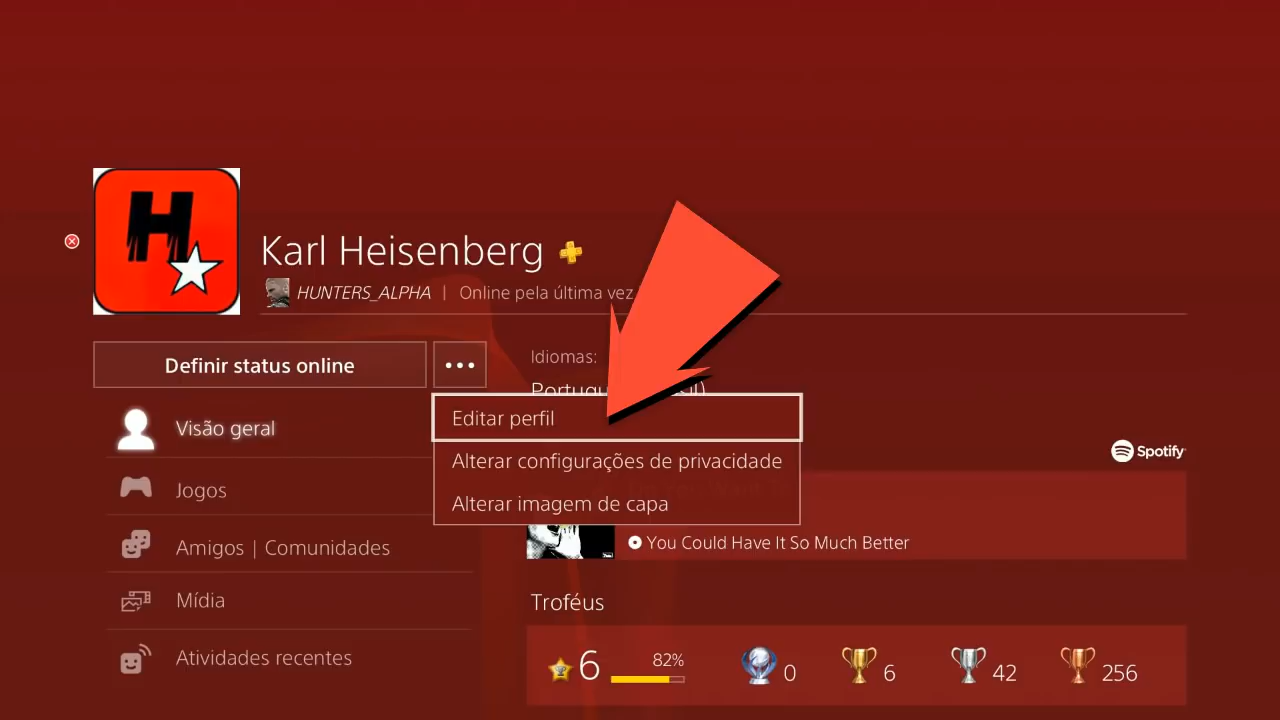 H
Karl Heisenberg
HUNTERS_ALPHA | Online pela última vez
Definir status online
Idiomas:
Editar perfil
Alterar configurações de privacidade
Alterar imagem de capa
Visão geral
Jogos
Amigos | Comunidades
Mídia
Atividades recentes
Spotify
You Could Have It So Much Better
Troféus
6 82% 0 6 42 256